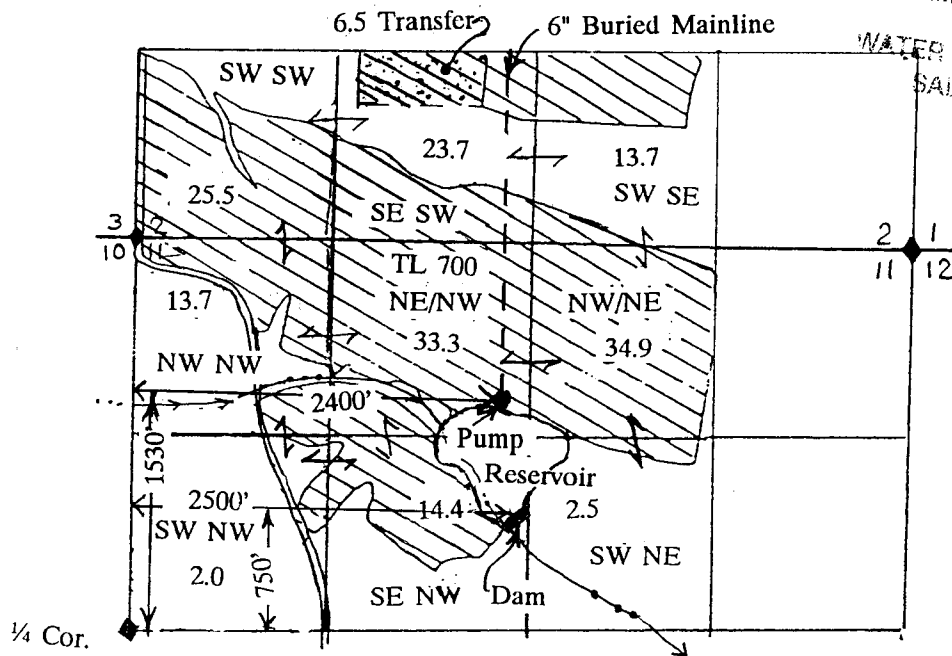 6.5 Transfer
6" Buried Mainline
WATER
SW SW
23.7
13.7
SW SE
25.5
SE SW
3 2
10 11
2 1
11 12
TL 700
NE/NW
NW/NE
13.7
33.3
34.9
NW NW
2400'
1530'
Pump
Reservoir
2500'
14.4
2.5
SW NW
750'
SW NE
2.0
SE NW
Dam
¼ Cor.